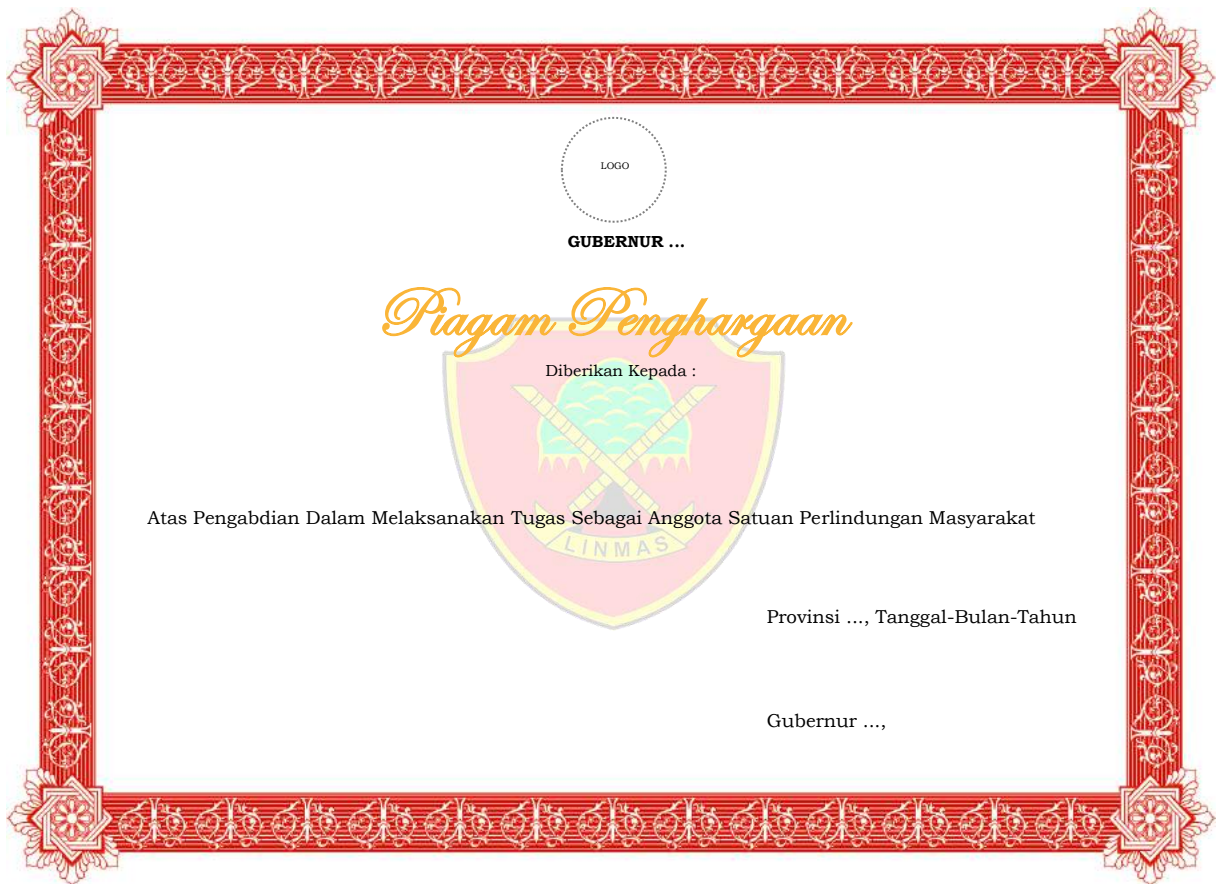 LOGO
GUBERNUR ...
Piagam Penghargaan
Diberikan Kepada :
Atas Pengabdian Dalam Melaksanakan Tugas Sebagai Anggota Satuan Perlindungan Masyarakat
LINMAS
Provinsi ..., Tanggal-Bulan-Tahun
Gubernur ...,